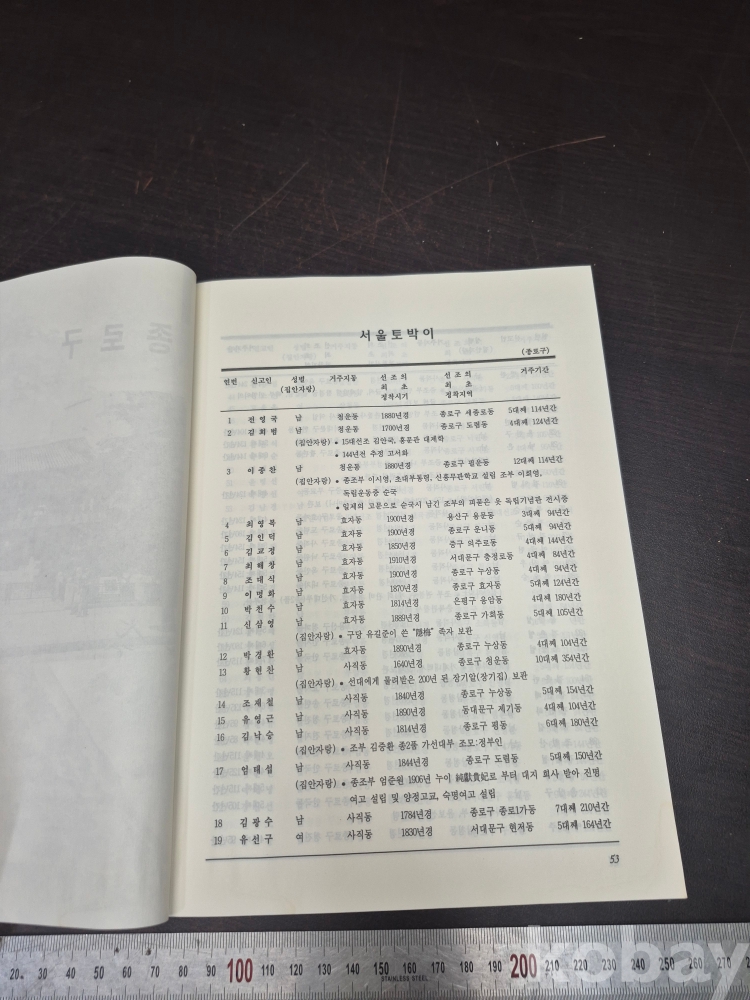 종로구
서울토박이
(종로구)
연번 신고인 성별 거주지동 선조의 선조의 거주기간
(집안자랑) 최초 최초
정착시기 정착지역
1 전영국 남 청운동 1880년경 종로구 세종로동 5대째 114년간
2 김희범 남 청운동 1700년경 종로구 도렴동 4대째 124년간
(집안자랑) • 15대선조 김안국, 홍문관 대제학
• 144년전 추정 고서화
3 이종찬 남 청운동 1880년경 종로구 필운동 12대째 114년간
(집안자랑) • 종조부 이시영, 초대부통령, 신흥무관학교 설립 조부 이회영,
독립운동중 순국
• 일제의 고문으로 순국시 남긴 조부의 피묻은 옷 독립기념관 전시중
4 최영복 남 효자동 1900년경 용산구 용문동 3대째 94년간
5 김인덕 남 효자동 1900년경 종로구 운니동 5대째 94년간
6 김교정 남 효자동 1850년경 중구 의주로동 4대째 144년간
7 최해창 남 효자동 1910년경 서대문구 충정로동 4대째 84년간
8 조대식 남 효자동 1900년경 종로구 누상동 4대째 94년간
9 이명화 남 효자동 1870년경 종로구 효자동 5대째 124년간
10 박천수 남 효자동 1814년경 은평구 응암동 4대째 180년간
11 신삼영 남 효자동 1889년경 종로구 가회동 5대째 105년간
(집안자랑) • 구당 유길준이 쓴 "隱梅" 족자 보관
12 박경환 남 효자동 1890년경 종로구 누상동 4대째 104년간
13 황현찬 남 사직동 1640년경 종로구 청운동 10대째 354년간
(집안자랑) • 선대에게 물려받은 200년 된 장기알(장기집) 보관
14 조재철 남 사직동 1840년경 종로구 누상동 5대째 154년간
15 유영근 남 사직동 1890년경 동대문구 제기동 4대째 104년간
16 김낙승 남 사직동 1814년경 종로구 평동 6대째 180년간
(집안자랑) • 조부 김중환 종2품 가선대부 조모:정부인
17 엄태섭 남 사직동 1844년경 종로구 도렴동 5대째 150년간
(집안자랑) • 종조부 엄준원 1906년 누이 純獻貴妃로 부터 대지 희사 받아 진명
여고 설립 및 양정고교, 숙명여고 설립
18 김광수 남 사직동 1784년경 종로구 종로1가동 7대째 210년간
19 유선구 여 사직동 1830년경 서대문구 현저동 5대째 164년간
53
20 30 40 50 60 70 80 90 100 110 120 130 140 150 160 170 180 190 200 210 220 230 240 250 260 270
STAINLESS STEEL
kobay